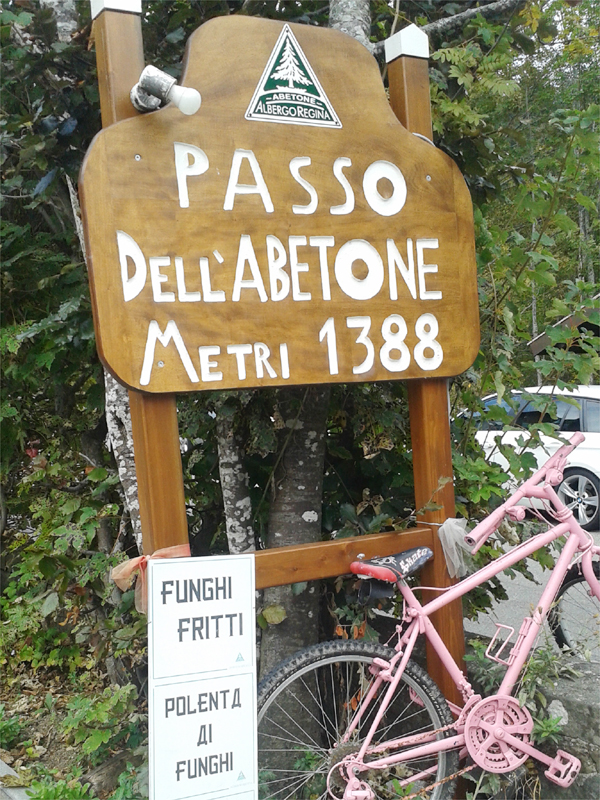 ABETONE
ALBERGO REGINA
PASSO
DELL'ABETONE
METRI 1388
FUNGHI
FRITTI
POLENTA
AI
FUNGHI